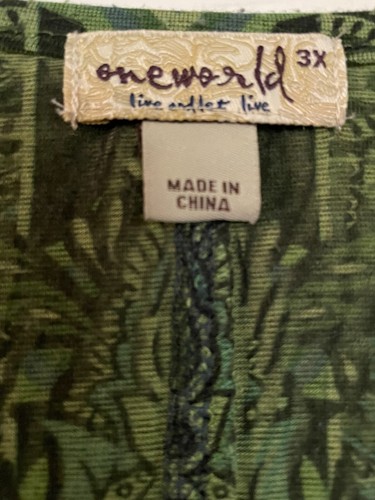 oneworld 3X
live and let live
MADE IN
CHINA